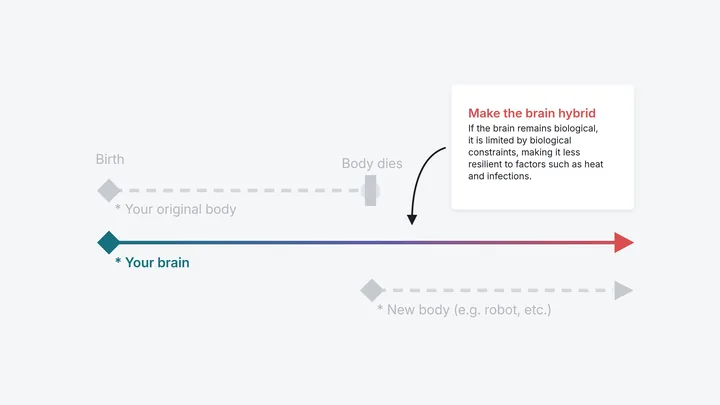 Make the brain hybrid
If the brain remains biological,
it is limited by biological
constraints, making it less
resilient to factors such as heat
and infections.
Birth
Body dies
* Your original body
* Your brain
* New body (e.g. robot, etc.)